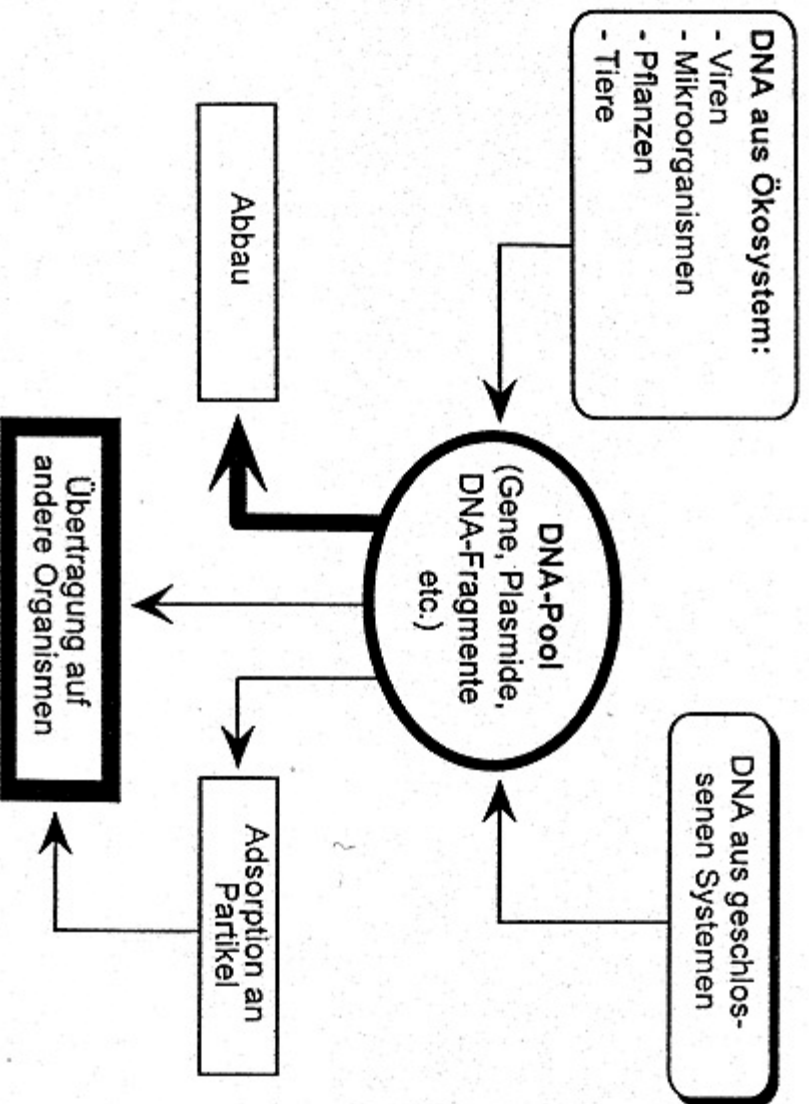 DNA aus Ökosystem:
- Viren
- Mikroorganismen
- Pflanzen
- Tiere
DNA aus geschlos-
senen Systemen
DNA-Pool
(Gene, Plasmide,
DNA-Fragmente
etc.)
Abbau
Adsorption an
Partikel
Übertragung auf
andere Organismen